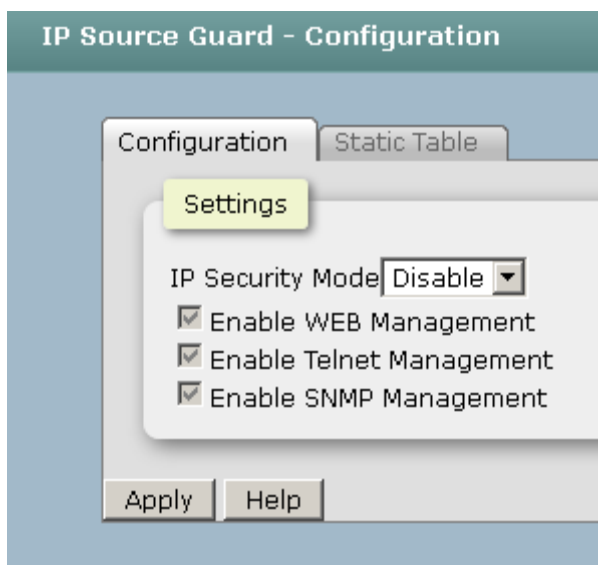 IP Source Guard - Configuration
Configuration Static Table
Settings
IP Security Mode Disable
Enable WEB Management
Enable Telnet Management
Enable SNMP Management
Apply Help